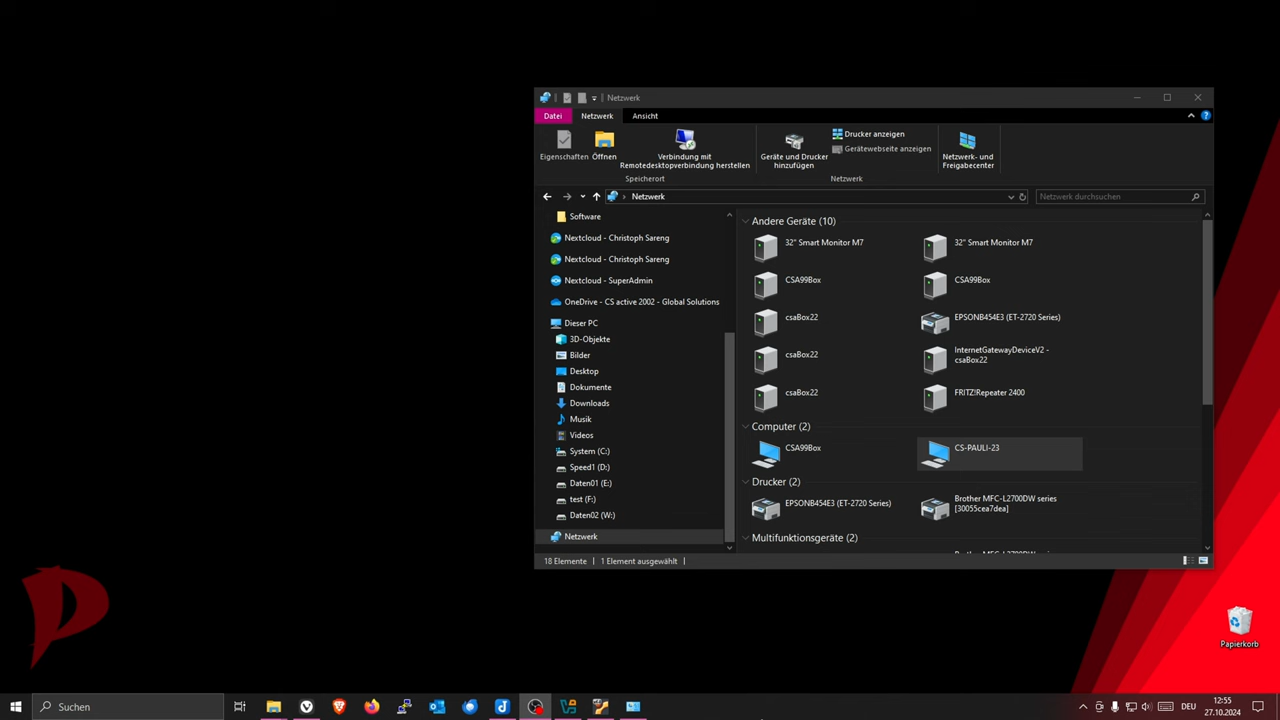 Netzwerk
Datei
Netzwerk
Ansicht
Eigenschaften
Öffnen
Verbindung mit
Remotedesktopverbindung herstellen
Geräte und Drucker
hinzufügen
Drucker anzeigen
Gerätewebseite anzeigen
Netzwerk- und
Freigabecenter
Speicherort
Netzwerk
Netzwerk
Netzwerk durchsuchen
Software
Nextcloud - Christoph Sareng
Nextcloud - Christoph Sareng
Nextcloud - SuperAdmin
OneDrive - CS active 2002 - Global Solutions
Dieser PC
3D-Objekte
Bilder
Desktop
Dokumente
Downloads
Musik
Videos
System (C:)
Speed1 (D:)
Daten01 (E:)
test (F:)
Daten02 (W:)
Netzwerk
Andere Geräte (10)
32" Smart Monitor M7
32" Smart Monitor M7
CSA99Box
CSA99Box
csaBox22
EPSONB454E3 (ET-2720 Series)
csaBox22
InternetGatewayDeviceV2 -
csaBox22
csaBox22
FRITZ!Repeater 2400
Computer (2)
CSA99Box
CS-PAULI-23
Drucker (2)
EPSONB454E3 (ET-2720 Series)
Brother MFC-L2700DW series
[30055cea7dea]
Multifunktionsgeräte (2)
18 Elemente
1 Element ausgewählt
Papierkorb
Suchen
DEU
12:55
27.10.2024